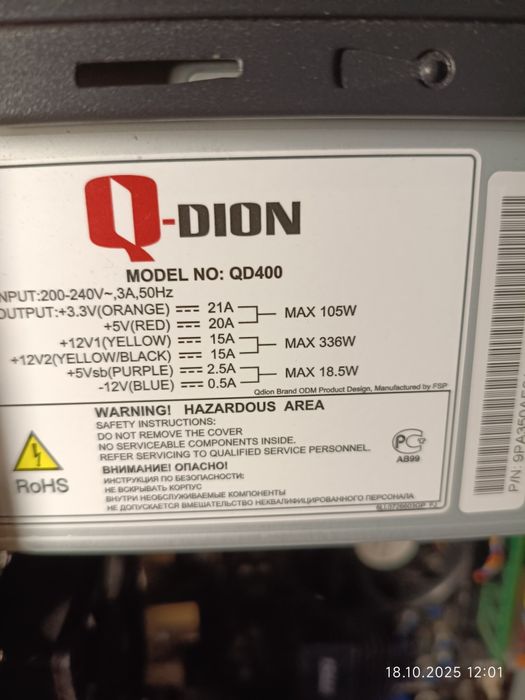 Q-DION
MODEL NO: QD400
NPUT:200-240V~,3A,50Hz
OUTPUT:+3.3V(ORANGE) 21A MAX 105W
+5V(RED) 20A
+12V1(YELLOW) 15A MAX 336W
+12V2(YELLOW/BLACK) 15A
+5Vsb(PURPLE) 2.5A MAX 18.5W
-12V(BLUE) 0.5A
Qdion Brand ODM Product Design, Manufactured by FSP
WARNING! HAZARDOUS AREA
SAFETY INSTRUCTIONS:
DO NOT REMOVE THE COVER
NO SERVICEABLE COMPONENTS INSIDE.
REFER SERVICING TO QUALIFIED SERVICE PERSONNEL.
ВНИМАНИЕ! ОПАСНО!
ИНСТРУКЦИЯ ПО БЕЗОПАСНОСТИ:
НЕ ВСКРЫВАТЬ КОРПУС
ВНУТРИ НЕОБСЛУЖИВАЕМЫЕ КОМПОНЕНТЫ
НЕ ДОПУСКАЕТСЯ ВМЕШАТЕЛЬСТВО НЕКВАЛИФИЦИРОВАННОГО ПЕРСОНАЛА
RoHS
АВ99
P/N:
18.10.2025 12:01